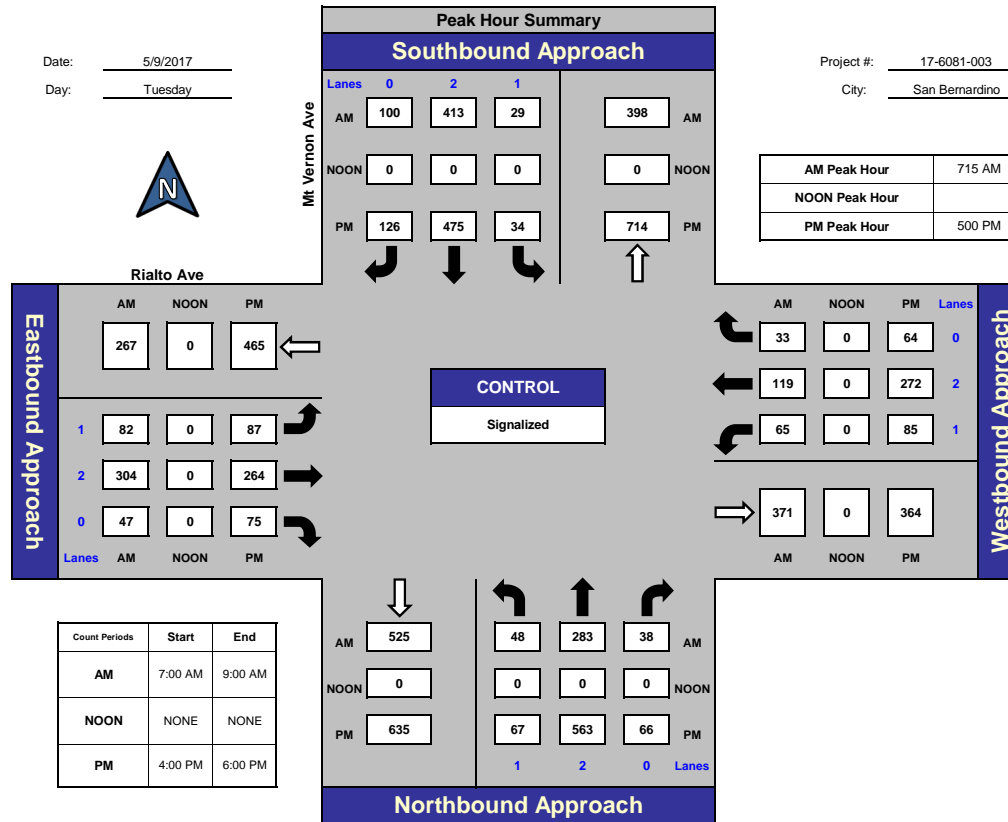 Peak Hour Summary
Southbound Approach
Date: 5/9/2017
Day: Tuesday
Project #: 17-6081-003
City: San Bernardino
N
Mt Vernon Ave
Lanes 0 2 1
AM 100 413 29 398 AM
NOON 0 0 0 0 NOON
PM 126 475 34 714 PM
AM Peak Hour 715 AM
NOON Peak Hour
PM Peak Hour 500 PM
Rialto Ave
Eastbound Approach
AM NOON PM
267 0 465
1 82 0 87
2 304 0 264
0 47 0 75
Lanes AM NOON PM
CONTROL
Signalized
AM NOON PM Lanes
33 0 64 0
119 0 272 2
65 0 85 1
371 0 364
AM NOON PM
Westbound Approach
Count Periods Start End
AM 7:00 AM 9:00 AM
NOON NONE NONE
PM 4:00 PM 6:00 PM
AM 525 48 283 38 AM
NOON 0 0 0 0 NOON
PM 635 67 563 66 PM
1 2 0 Lanes
Northbound Approach